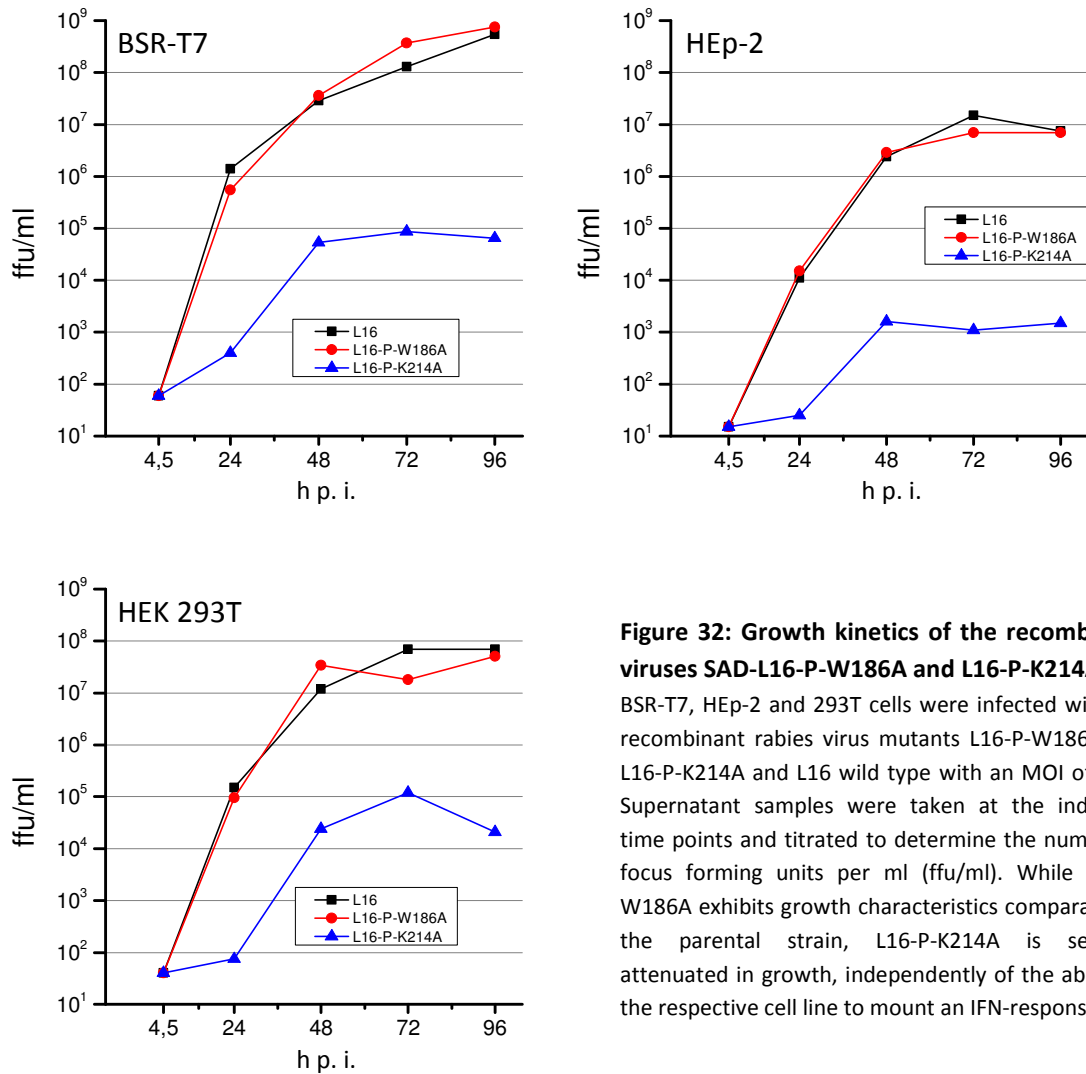 BSR-T7
10⁹
10⁸
10⁷
10⁶
10⁵
10⁴
10³
10²
10¹
ffu/ml
L16
L16-P-W186A
L16-P-K214A
4,5 24 48 72 96
h p. i.
HEp-2
10⁹
10⁸
10⁷
10⁶
10⁵
10⁴
10³
10²
10¹
ffu/ml
L16
L16-P-W186A
L16-P-K214A
4,5 24 48 72 96
h p. i.
HEK 293T
10⁹
10⁸
10⁷
10⁶
10⁵
10⁴
10³
10²
10¹
ffu/ml
L16
L16-P-W186A
L16-P-K214A
4,5 24 48 72 96
h p. i.
Figure 32: Growth kinetics of the recomb
viruses SAD-L16-P-W186A and L16-P-K214
BSR-T7, HEp-2 and 293T cells were infected wi
recombinant rabies virus mutants L16-P-W186
L16-P-K214A and L16 wild type with an MOI o
Supernatant samples were taken at the ind
time points and titrated to determine the num
focus forming units per ml (ffu/ml). While
W186A exhibits growth characteristics compara
the parental strain, L16-P-K214A is se
attenuated in growth, independently of the ab
the respective cell line to mount an IFN-respons